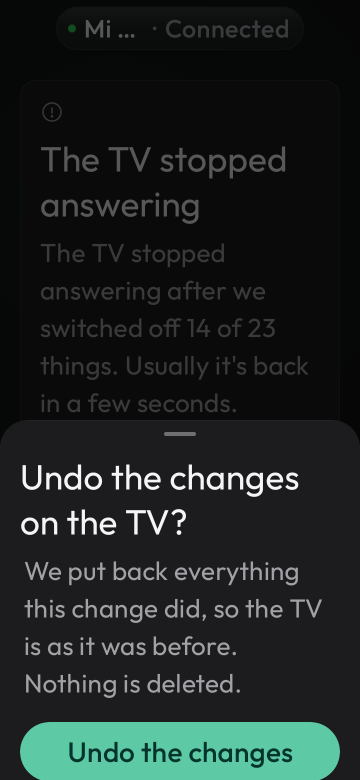 Mi ... · Connected
The TV stopped
answering
The TV stopped
answering after we
switched off 14 of 23
things. Usually it's back
in a few seconds.
Undo the changes
on the TV?
We put back everything
this change did, so the TV
is as it was before.
Nothing is deleted.
Undo the changes